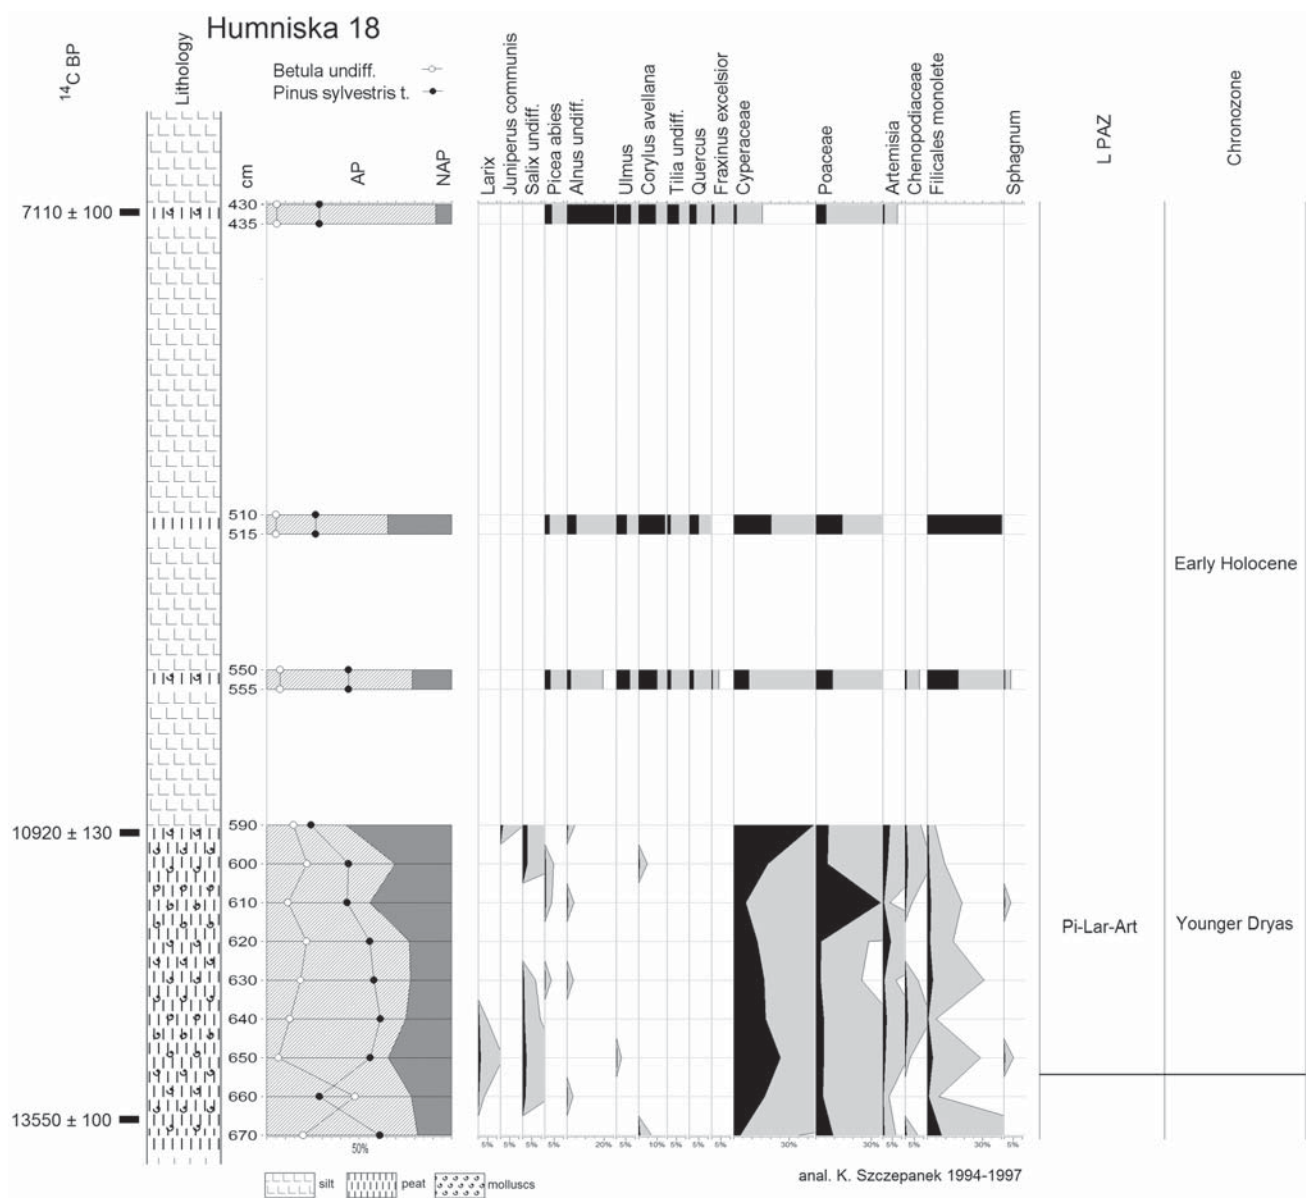 Humniska 18
¹⁴C BP
Lithology
Betula undiff.
Pinus sylvestris t.
cm
AP
NAP
Larix
Juniperus communis
Salix undiff.
Picea abies
Alnus undiff.
Ulmus
Corylus avellana
Tilia undiff.
Quercus
Fraxinus excelsior
Cyperaceae
Poaceae
Artemisia
Chenopodiaceae
Filicales monolete
Sphagnum
L PAZ
Chronozone
7110 ± 100
430
435
510
515
Early Holocene
550
555
10920 ± 130
590
600
610
620
Pi-Lar-Art
Younger Dryas
630
640
650
660
13550 ± 100
670
50%
5% 5% 5% 5% 20% 5% 10% 5% 5% 5% 30% 30% 5% 5% 30% 5%
anal. K. Szczepanek 1994-1997
silt peat molluscs